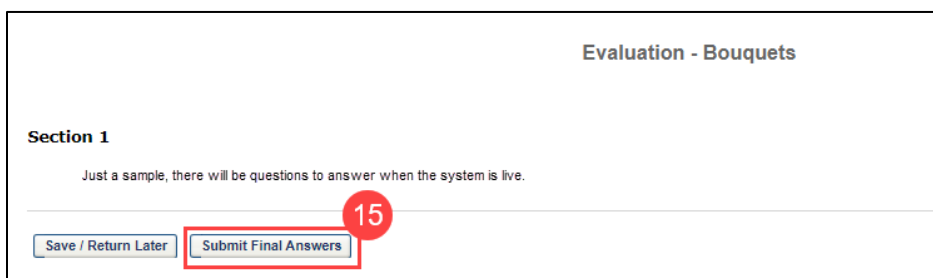 Evaluation - Bouquets
Section 1
Just a sample, there will be questions to answer when the system is live.
15
Save / Return Later Submit Final Answers